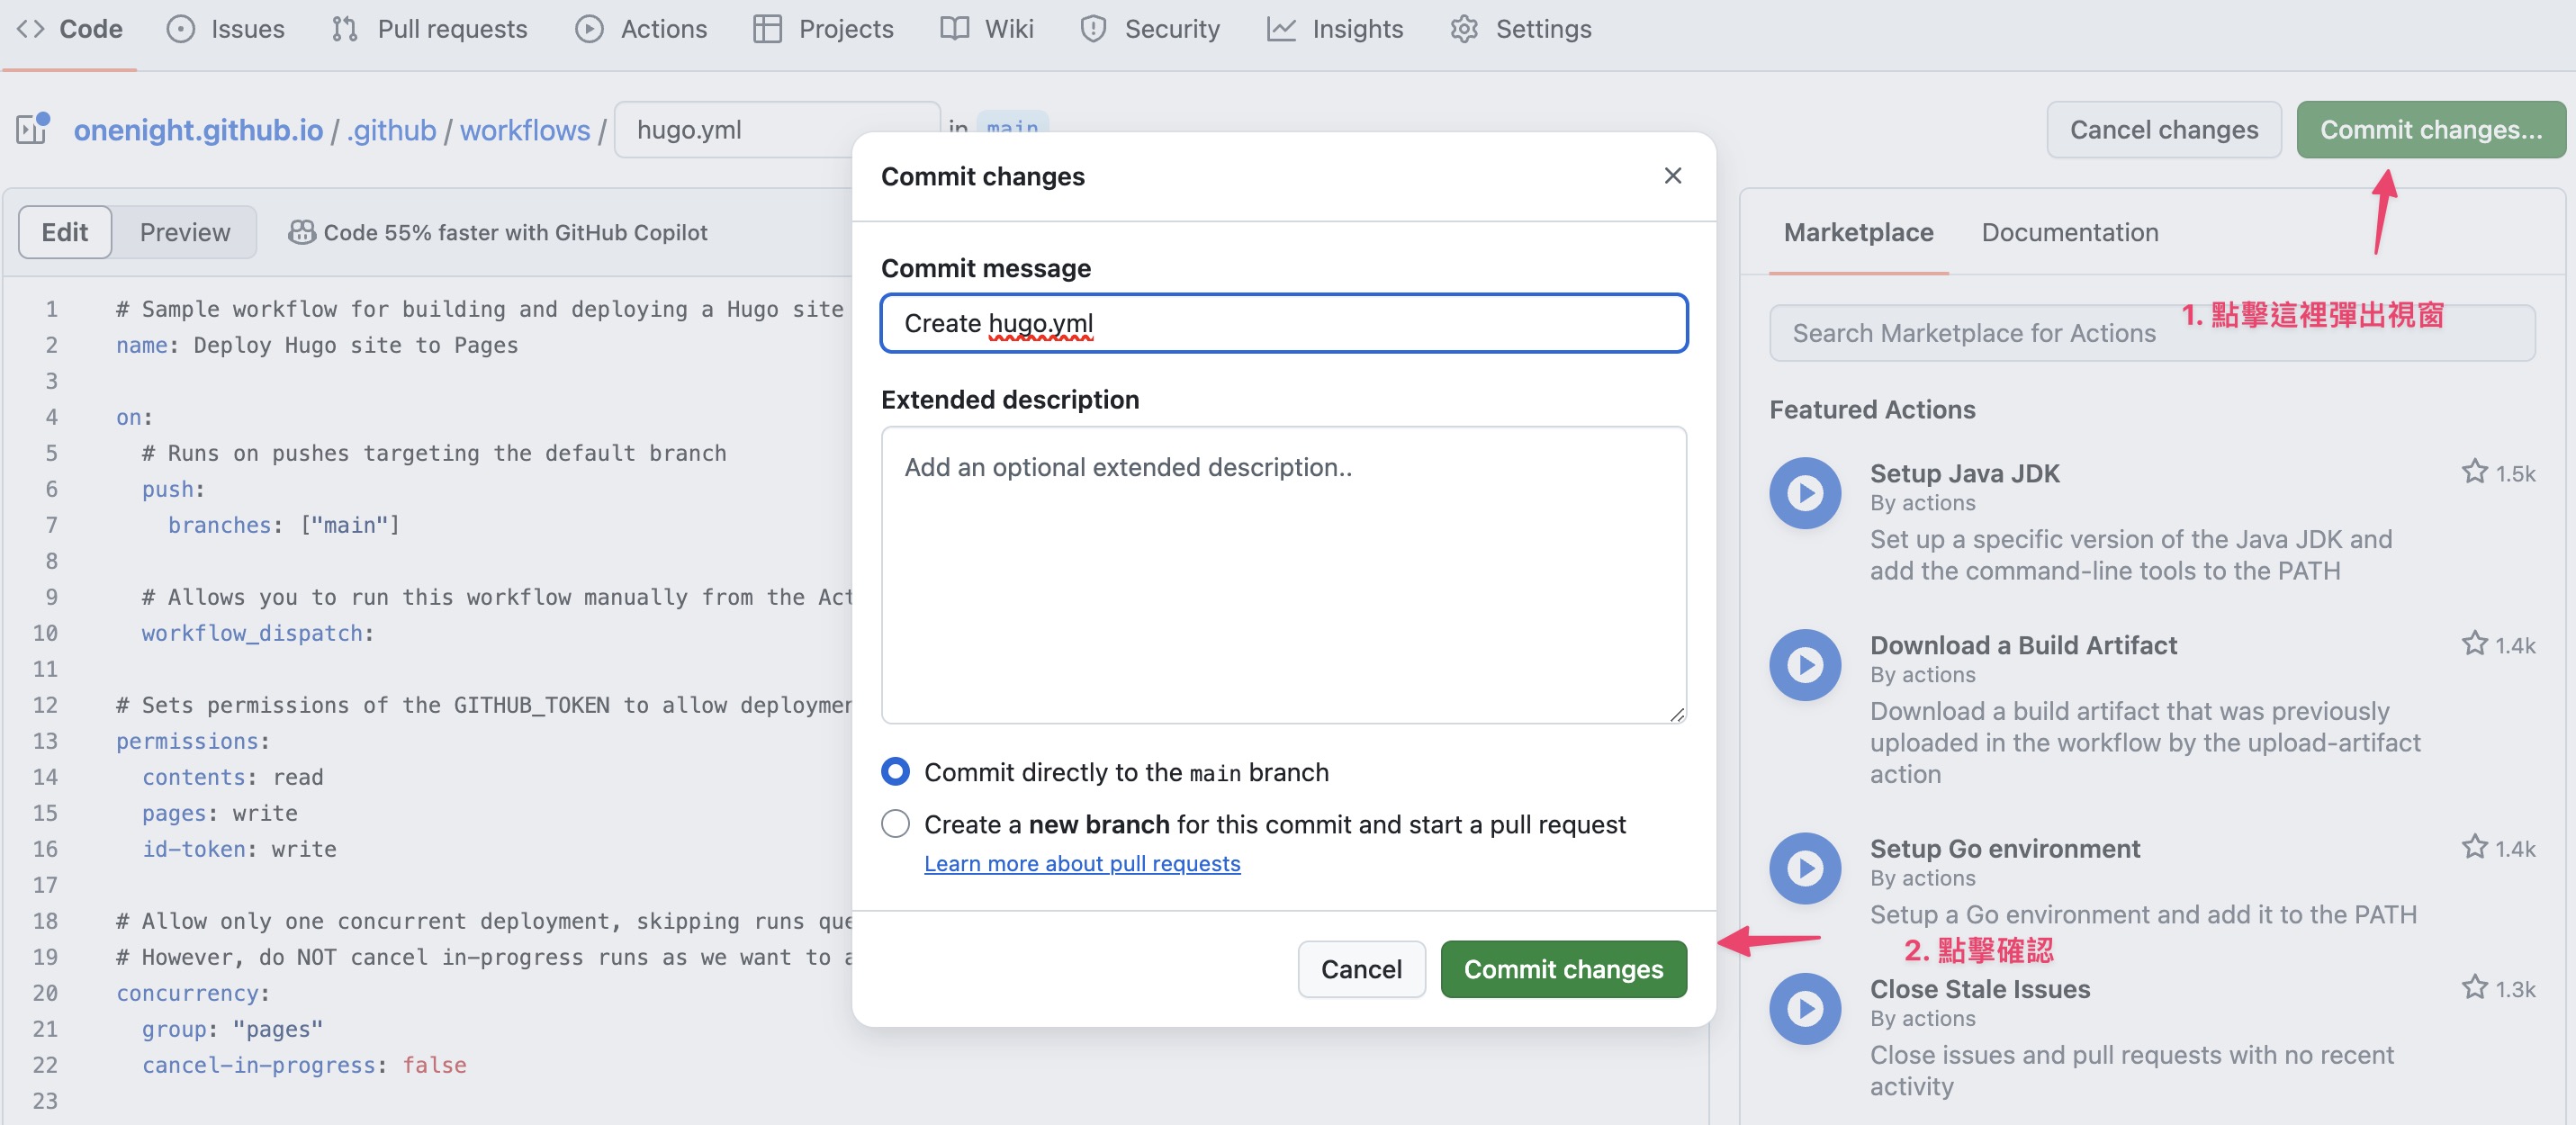 Code
Issues
Pull requests
Actions
Projects
Wiki
Security
Insights
Settings
onenight.github.io / .github / workflows / hugo.yml in main
Cancel changes
Commit changes...
Edit
Preview
Code 55% faster with GitHub Copilot
1 # Sample workflow for building and deploying a Hugo site
2 name: Deploy Hugo site to Pages
3
4 on:
5 # Runs on pushes targeting the default branch
6 push:
7 branches: ["main"]
8
9 # Allows you to run this workflow manually from the Act
10 workflow_dispatch:
11
12 # Sets permissions of the GITHUB_TOKEN to allow deploymen
13 permissions:
14 contents: read
15 pages: write
16 id-token: write
17
18 # Allow only one concurrent deployment, skipping runs que
19 # However, do NOT cancel in-progress runs as we want to a
20 concurrency:
21 group: "pages"
22 cancel-in-progress: false
23
Commit changes
Commit message
Create hugo.yml
Extended description
Add an optional extended description..
Commit directly to the main branch
Create a new branch for this commit and start a pull request
Learn more about pull requests
Cancel
Commit changes
Marketplace
Documentation
1. 點擊這裡彈出視窗
Search Marketplace for Actions
Featured Actions
Setup Java JDK
1.5k
By actions
Set up a specific version of the Java JDK and
add the command-line tools to the PATH
Download a Build Artifact
1.4k
By actions
Download a build artifact that was previously
uploaded in the workflow by the upload-artifact
action
Setup Go environment
1.4k
By actions
Setup a Go environment and add it to the PATH
2. 點擊確認
Close Stale Issues
1.3k
By actions
Close issues and pull requests with no recent
activity